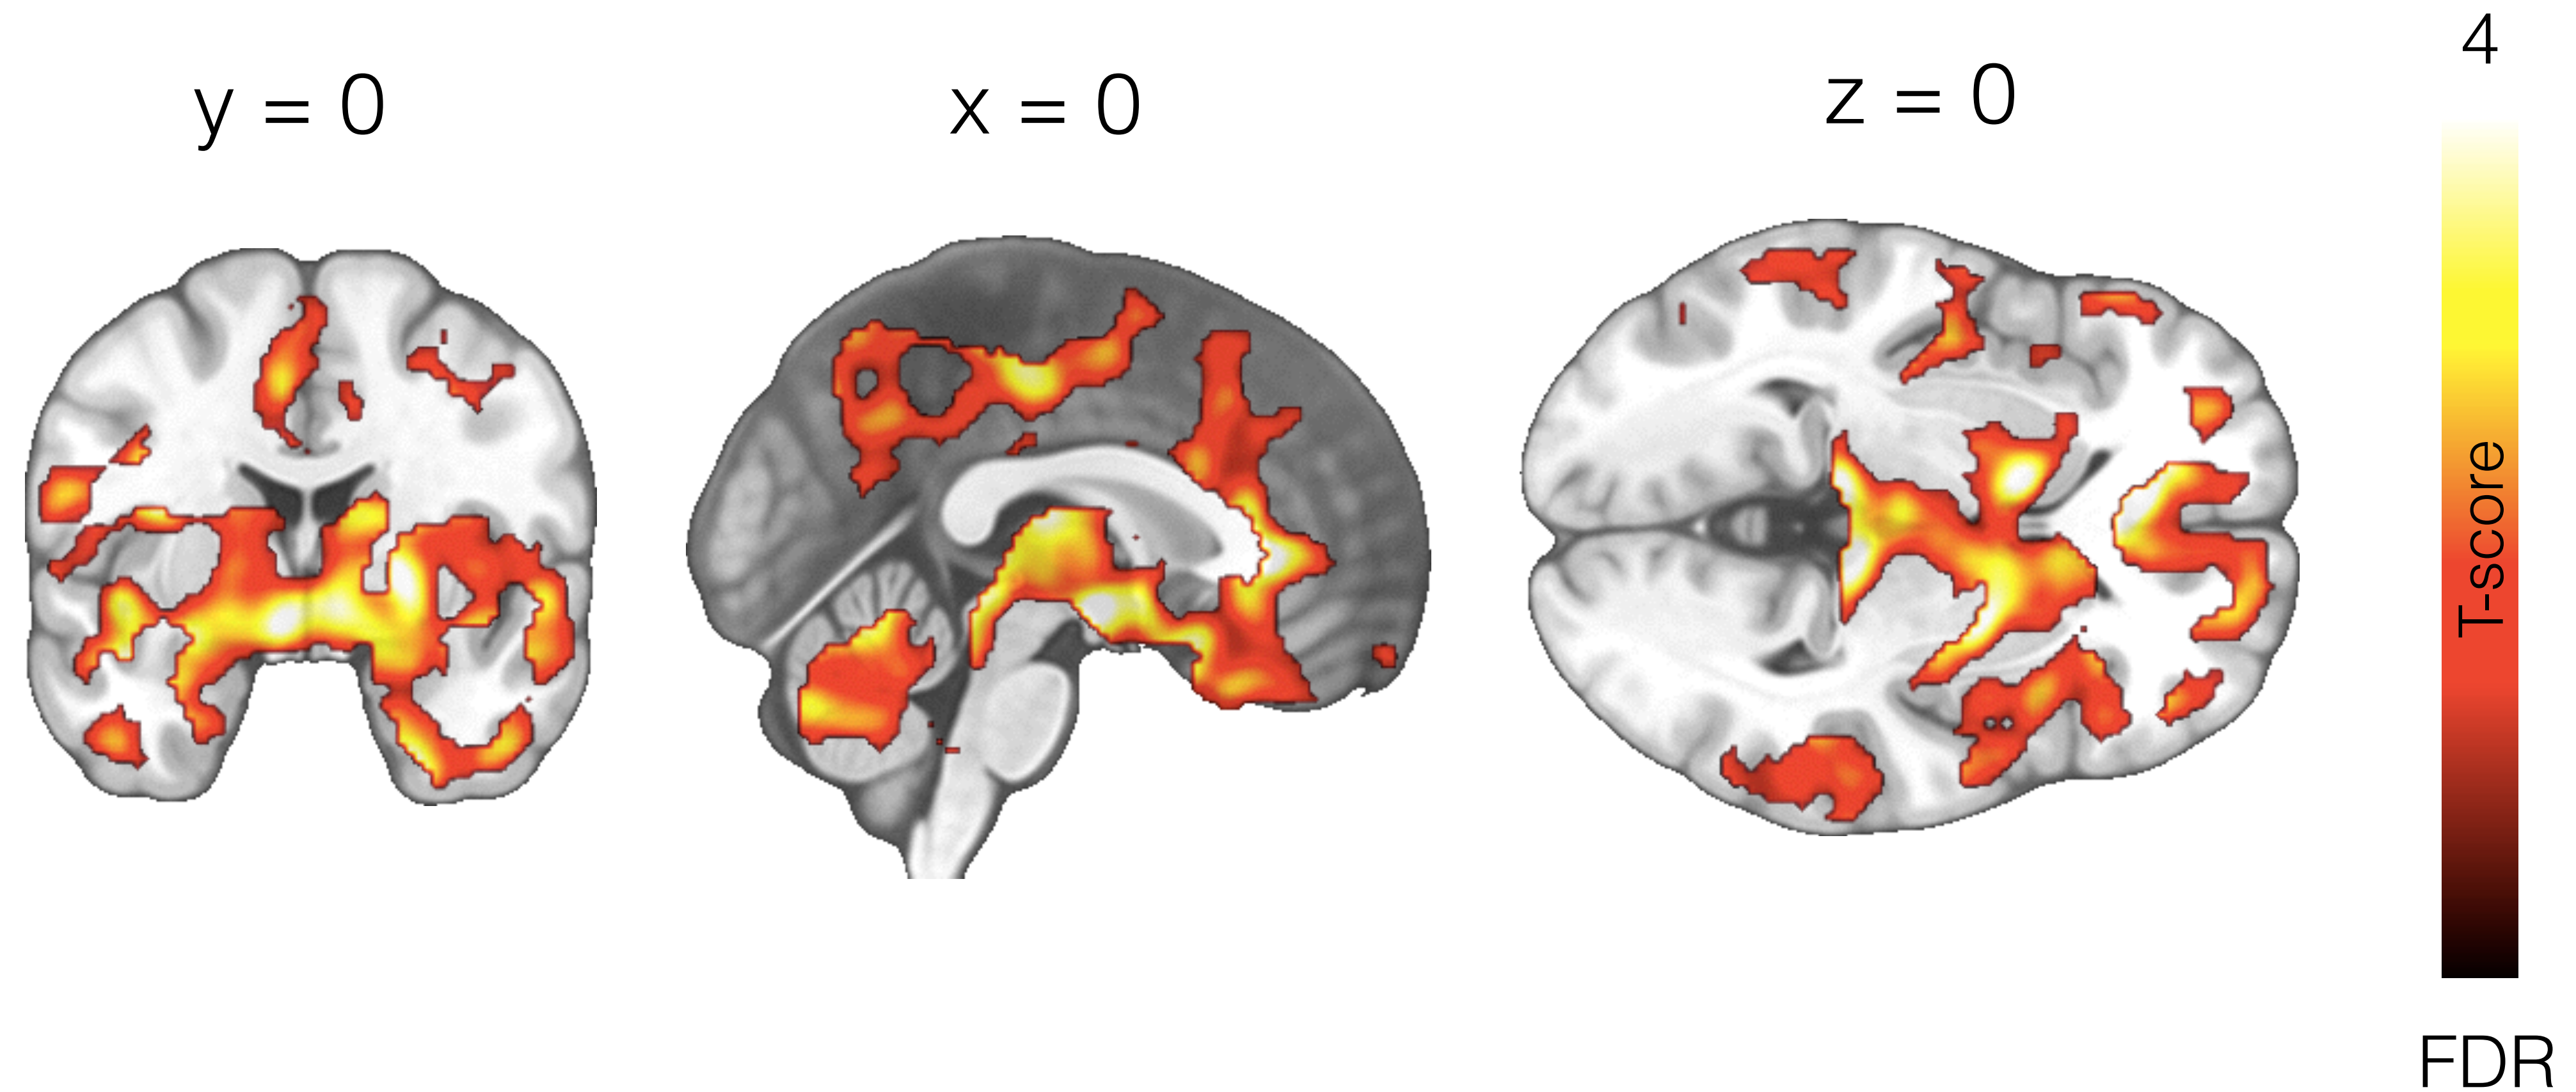 y = 0
x = 0
z = 0
4
T-score
FDR